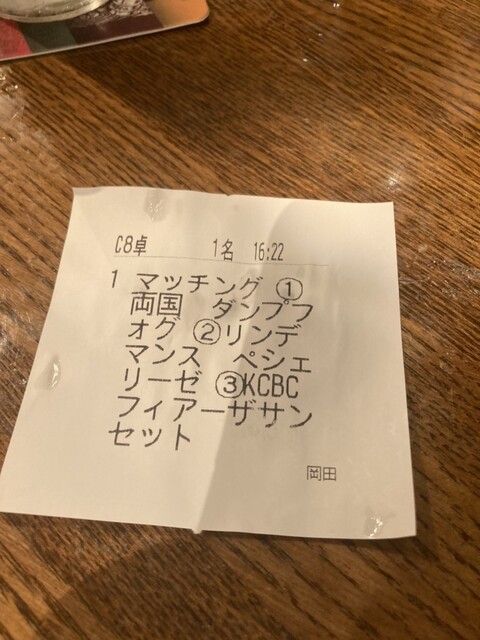 C8卓 1名 16:22
1 マッチング ①
両国 ダンプフ
オグ ②リンデ
マンス ペシェ
リーゼ ③KCBC
フィアーザサン
セット
岡田